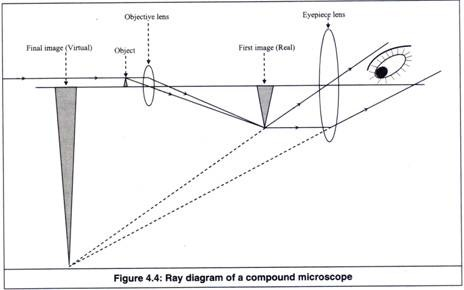 Objective lens
Eyepiece lens
Final image (Virtual)
Object
First image (Real)
Figure 4.4: Ray diagram of a compound microscope